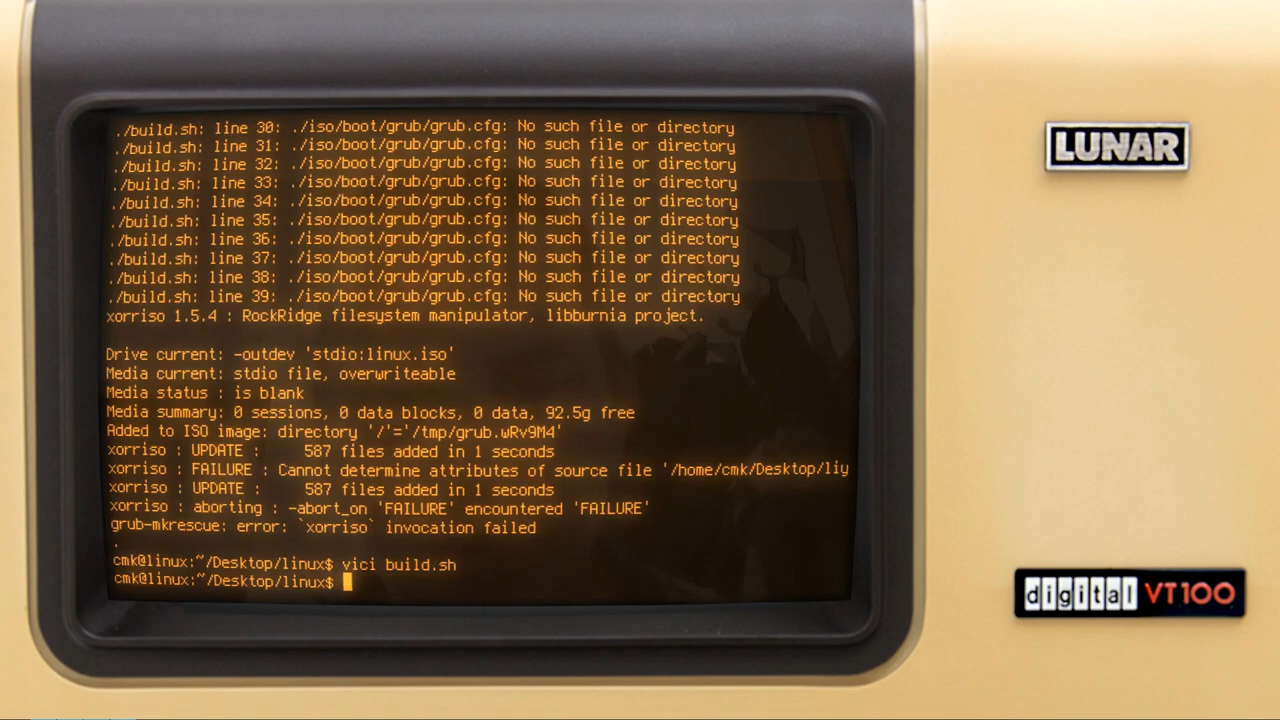 ./build.sh: line 30: ./iso/boot/grub/grub.cfg: No such file or directory
./build.sh: line 31: ./iso/boot/grub/grub.cfg: No such file or directory
./build.sh: line 32: ./iso/boot/grub/grub.cfg: No such file or directory
./build.sh: line 33: ./iso/boot/grub/grub.cfg: No such file or directory
./build.sh: line 34: ./iso/boot/grub/grub.cfg: No such file or directory
./build.sh: line 35: ./iso/boot/grub/grub.cfg: No such file or directory
./build.sh: line 36: ./iso/boot/grub/grub.cfg: No such file or directory
./build.sh: line 37: ./iso/boot/grub/grub.cfg: No such file or directory
./build.sh: line 38: ./iso/boot/grub/grub.cfg: No such file or directory
./build.sh: line 39: ./iso/boot/grub/grub.cfg: No such file or directory
xorriso 1.5.4 : RockRidge filesystem manipulator, libburnia project.
Drive current: -outdev 'stdio:linux.iso'
Media current: stdio file, overwriteable
Media status : is blank
Media summary: 0 sessions, 0 data blocks, 0 data, 92.5g free
Added to ISO image: directory '/'='/tmp/grub.wRv9M4'
xorriso : UPDATE :     587 files added in 1 seconds
xorriso : FAILURE : Cannot determine attributes of source file '/home/cmk/Desktop/liy
xorriso : UPDATE :     587 files added in 1 seconds
xorriso : aborting : -abort_on 'FAILURE' encountered 'FAILURE'
grub-mkrescue: error: `xorriso` invocation failed
.
cmk@linux:~/Desktop/linux$ vici build.sh
cmk@linux:~/Desktop/linux$
LUNAR
digital VT100